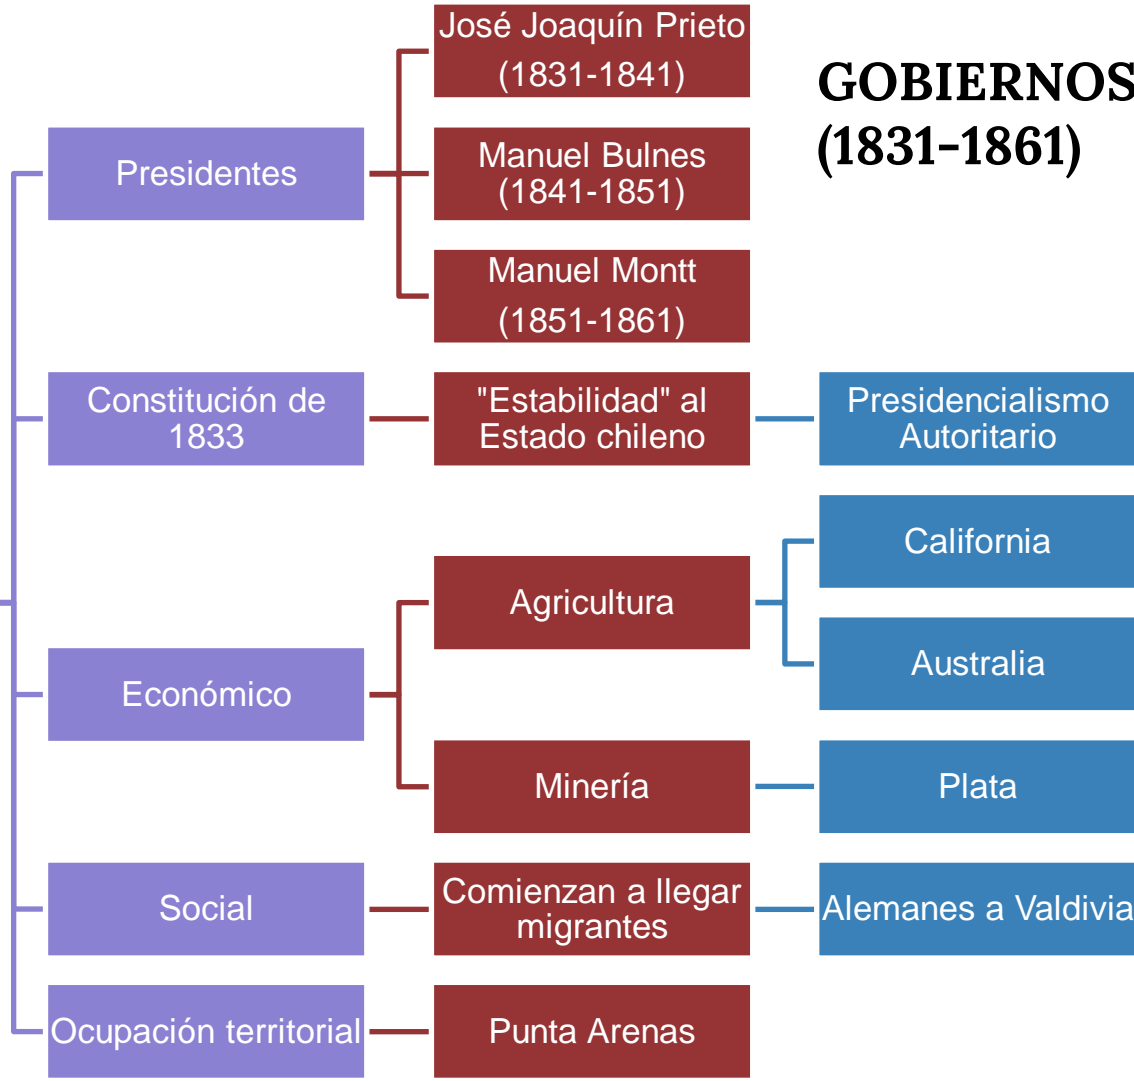 GOBIERNOS
(1831-1861)
Presidentes
José Joaquín Prieto
(1831-1841)
Manuel Bulnes
(1841-1851)
Manuel Montt
(1851-1861)
Constitución de
1833
"Estabilidad" al
Estado chileno
Presidencialismo
Autoritario
Económico
Agricultura
California
Australia
Minería
Plata
Social
Comienzan a llegar
migrantes
Alemanes a Valdivia
Ocupación territorial
Punta Arenas